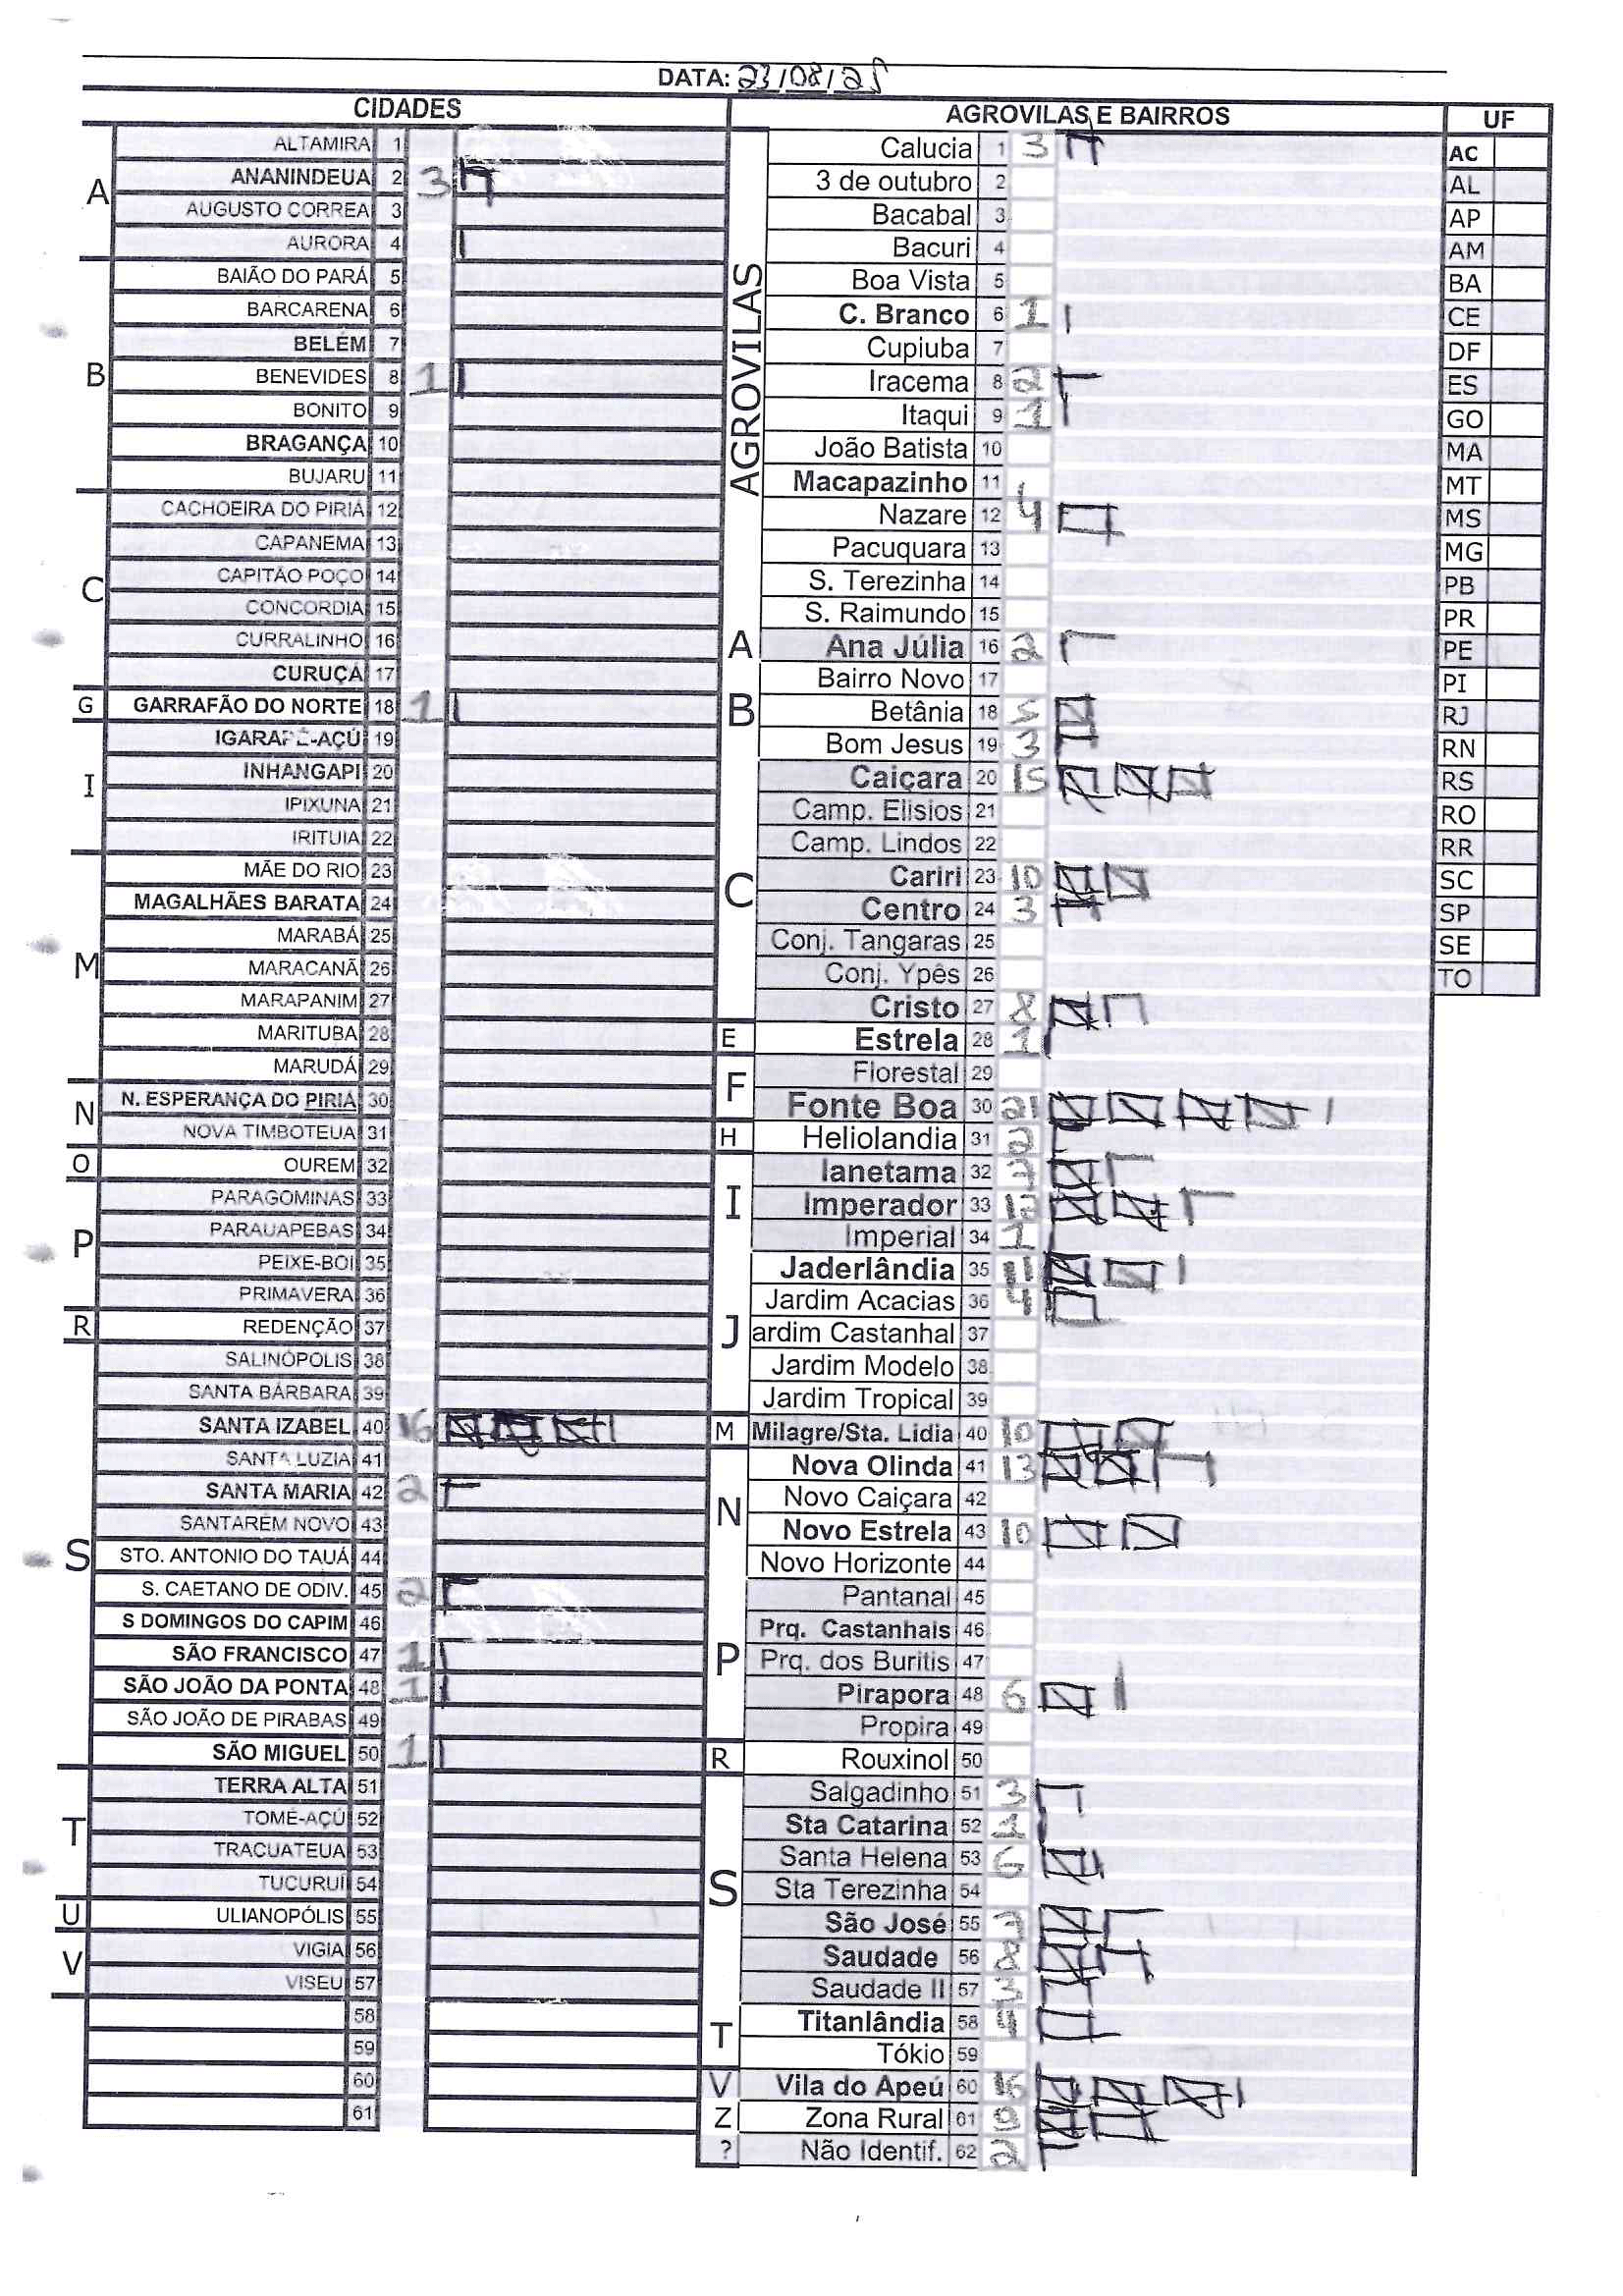 DATA: 23/08/25
CIDADES
AGROVILAS E BAIRROS
UF
A
ALTAMIRA 1
ANANINDEUA 2 3
AUGUSTO CORREA 3
AURORA 4
B
BAIÃO DO PARÁ 5
BARCARENA 6
BELÉM 7
BENEVIDES 8 1
BONITO 9
BRAGANÇA 10
BUJARU 11
C
CACHOEIRA DO PIRIÁ 12
CAPANEMA 13
CAPITÃO POÇO 14
CONCORDIA 15
CURRALINHO 16
CURUÇÁ 17
G
GARRAFÃO DO NORTE 18 1
I
IGARAPÉ-AÇÚ 19
INHANGAPI 20
IPIXUNA 21
IRITUIA 22
M
MÃE DO RIO 23
MAGALHÃES BARATA 24
MARABÁ 25
MARACANÃ 26
MARAPANIM 27
MARITUBA 28
MARUDÁ 29
N
N. ESPERANÇA DO PIRIÁ 30
NOVA TIMBOTEUA 31
O
OUREM 32
P
PARAGOMINAS 33
PARAUAPEBAS 34
PEIXE-BOI 35
PRIMAVERA 36
R
REDENÇÃO 37
S
SALINÓPOLIS 38
SANTA BÁRBARA 39
SANTA IZABEL 40 16
SANTA LUZIA 41
SANTA MARIA 42 2
SANTARÉM NOVO 43
STO. ANTONIO DO TAUÁ 44
S. CAETANO DE ODIV. 45 2
S DOMINGOS DO CAPIM 46
SÃO FRANCISCO 47 1
SÃO JOÃO DA PONTA 48 1
SÃO JOÃO DE PIRABAS 49
SÃO MIGUEL 50 1
T
TERRA ALTA 51
TOMÉ-AÇÚ 52
TRACUATEUA 53
TUCURUI 54
U
ULIANOPÓLIS 55
V
VIGIA 56
VISEU 57
58
59
60
61
AGROVILAS
Calucia 1 3
3 de outubro 2
Bacabal 3
Bacuri 4
Boa Vista 5
C. Branco 6 1
Cupiuba 7
Iracema 8 2
Itaqui 9 1
João Batista 10
Macapazinho 11
Nazare 12 4
Pacuquara 13
S. Terezinha 14
S. Raimundo 15
A
Ana Júlia 16 2
B
Bairro Novo 17
Betânia 18 5
Bom Jesus 19 3
C
Caiçara 20 15
Camp. Elisios 21
Camp. Lindos 22
Cariri 23 10
Centro 24 3
Conj. Tangaras 25
Conj. Ypês 26
Cristo 27 8
E
Estrela 28 1
F
Florestal 29
Fonte Boa 30 21
H
Heliolandia 31 2
I
Ianetama 32 7
Imperador 33 12
Imperial 34 1
J
Jaderlândia 35 11
Jardim Acacias 36 4
ardim Castanhal 37
Jardim Modelo 38
Jardim Tropical 39
M
Milagre/Sta. Lidia 40 10
N
Nova Olinda 41 13
Novo Caiçara 42
Novo Estrela 43 10
Novo Horizonte 44
P
Pantanal 45
Prq. Castanhais 46
Prq. dos Buritis 47
Pirapora 48 6
Propira 49
R
Rouxinol 50
S
Salgadinho 51 3
Sta Catarina 52 1
Santa Helena 53 6
Sta Terezinha 54
São José 55 7
Saudade 56 8
Saudade II 57 3
T
Titanlândia 58 4
Tókio 59
V
Vila do Apeú 60 16
Z
Zona Rural 61 9
?
Não Identif. 62 2
AC
AL
AP
AM
BA
CE
DF
ES
GO
MA
MT
MS
MG
PB
PR
PE
PI
RJ
RN
RS
RO
RR
SC
SP
SE
TO